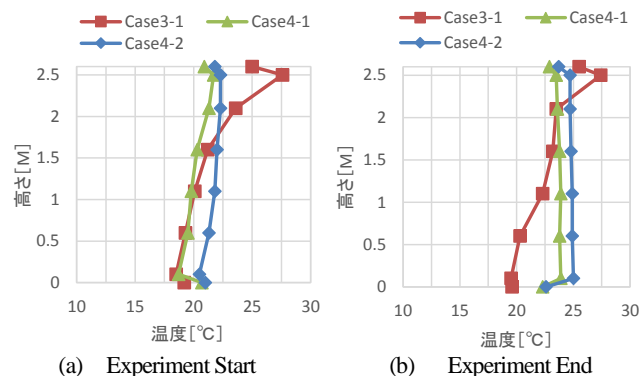 Case3-1 Case4-1
Case4-2
高さ[M]
2.5
2
1.5
1
0.5
0
10 15 20 25 30
温度[℃]
(a) Experiment Start
Case3-1 Case4-1
Case4-2
高さ[M]
2.5
2
1.5
1
0.5
0
10 15 20 25 30
温度[℃]
(b) Experiment End